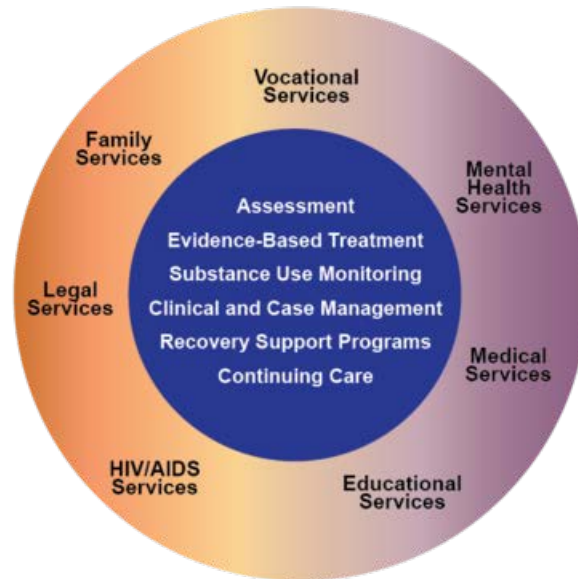 Vocational
Services
Family
Services
Mental
Health
Services
Assessment
Evidence-Based Treatment
Substance Use Monitoring
Clinical and Case Management
Recovery Support Programs
Continuing Care
Legal
Services
Medical
Services
HIV/AIDS
Services
Educational
Services